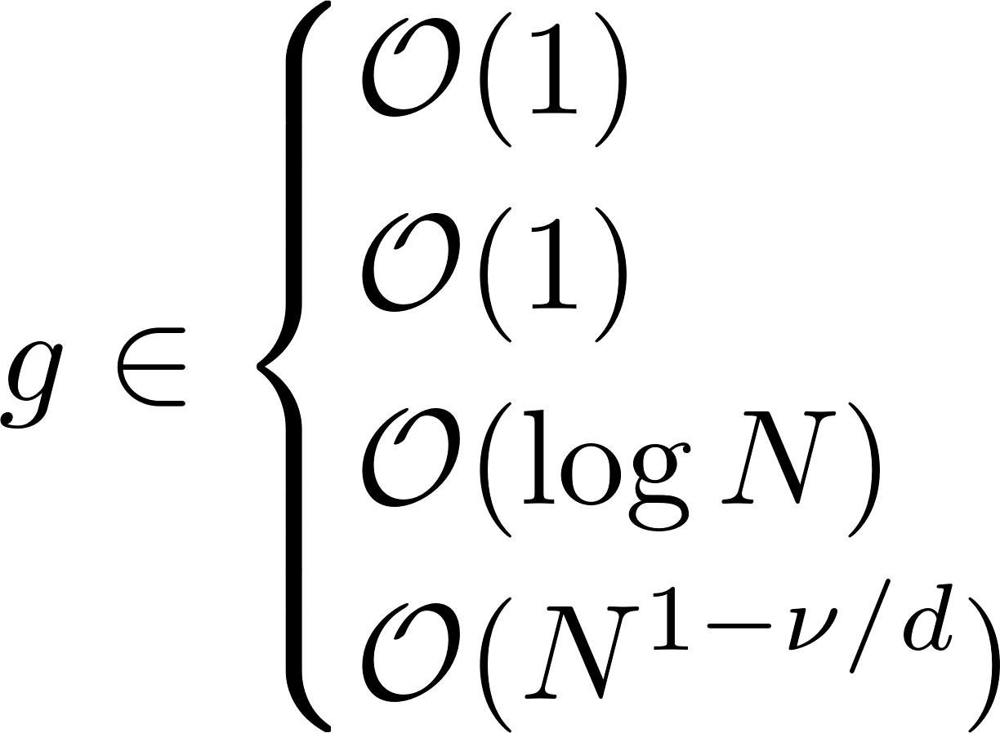 g ∈ {
𝒪(1)
𝒪(1)
𝒪(log N)
𝒪(N^{1−ν/d})